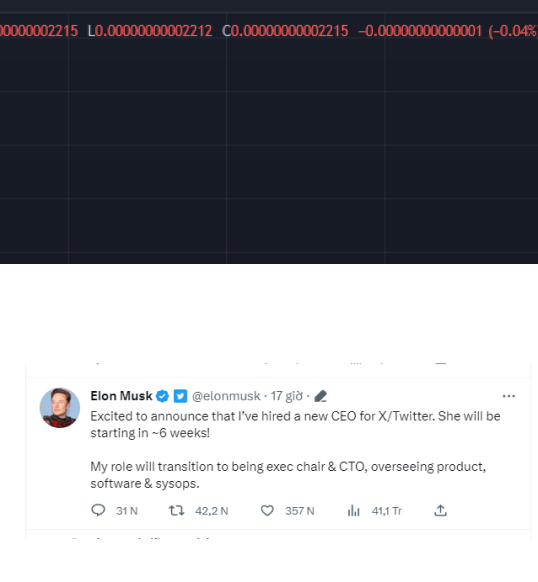 00000002215 L0.00000000002212 C0.00000000002215 −0.00000000000001 (−0.04%
Elon Musk @elonmusk · 17 giờ ·
Excited to announce that I've hired a new CEO for X/Twitter. She will be
starting in ~6 weeks!
My role will transition to being exec chair & CTO, overseeing product,
software & sysops.
31 N 42,2 N 357 N 41,1 Tr